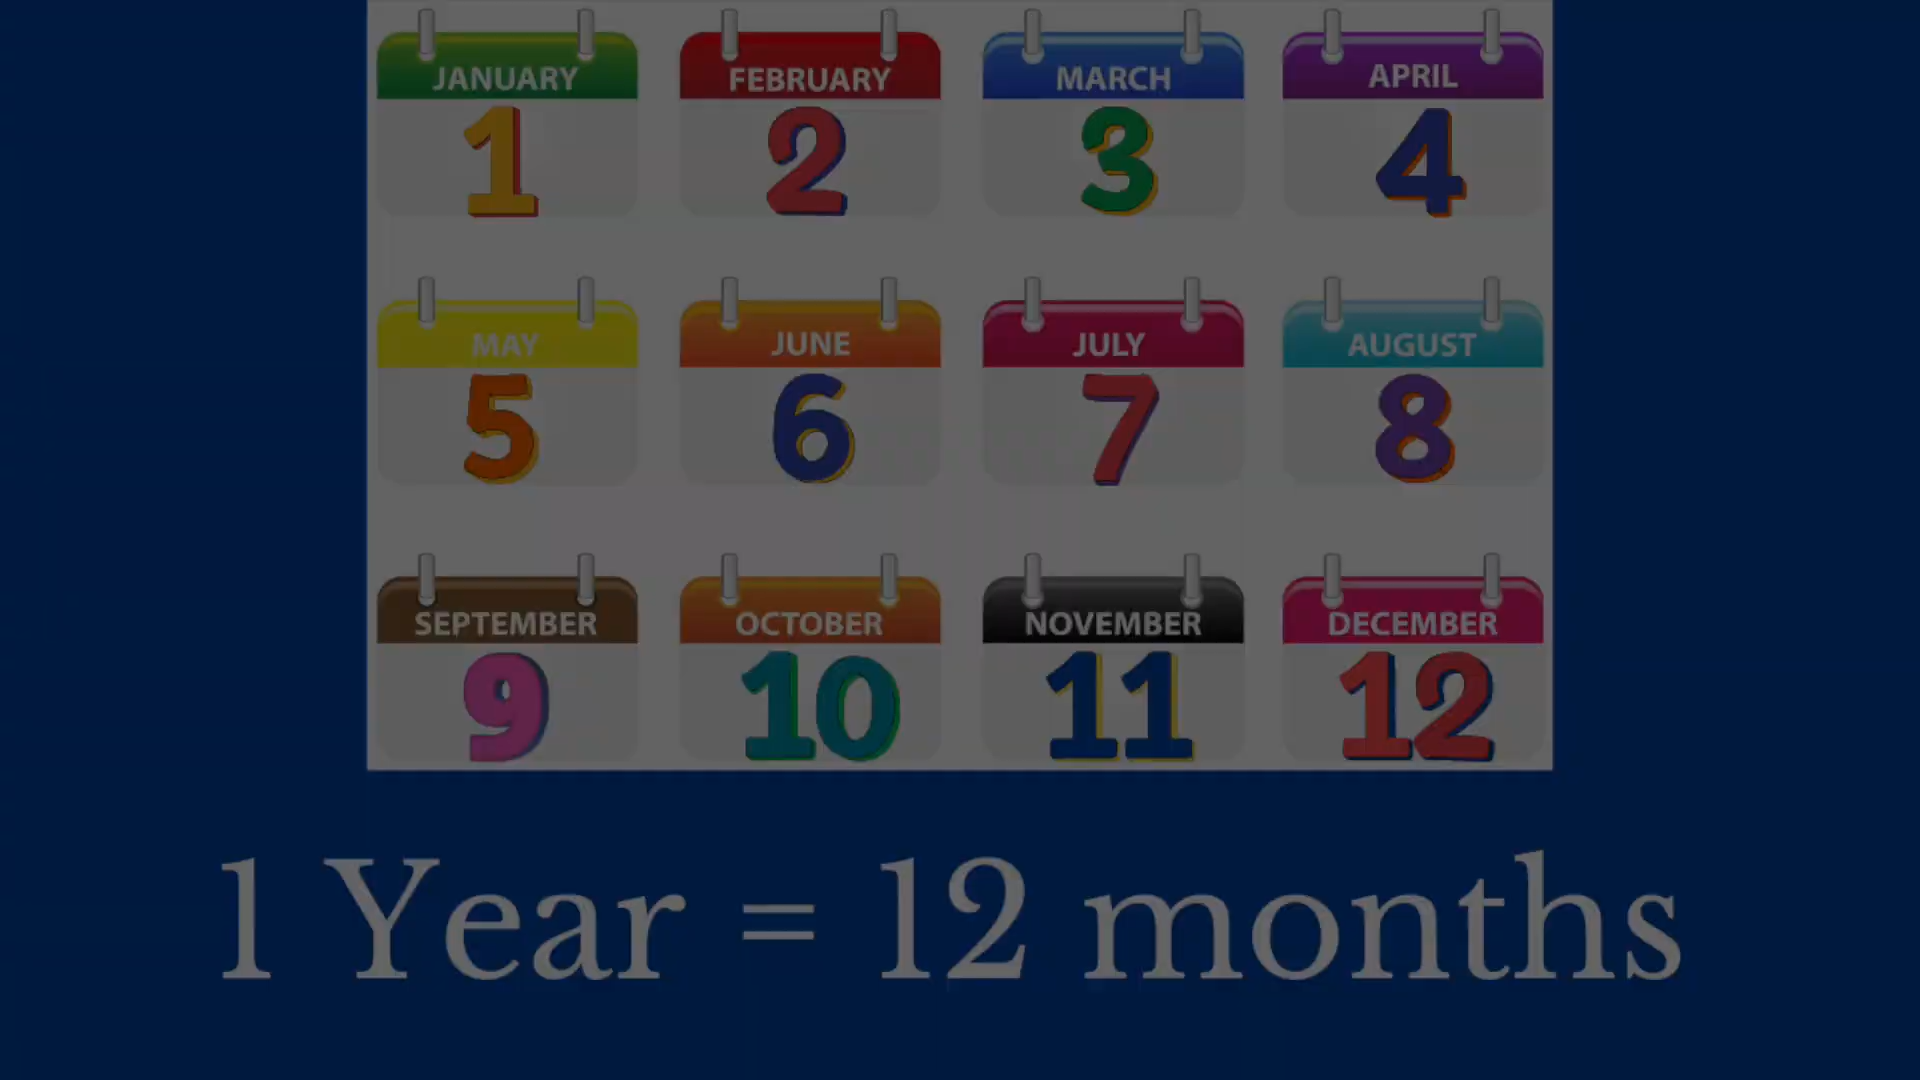 JANUARY FEBRUARY MARCH APRIL
1 2 3 4
MAY JUNE JULY AUGUST
5 6 7 8
SEPTEMBER OCTOBER NOVEMBER DECEMBER
9 10 11 12
1 Year = 12 months